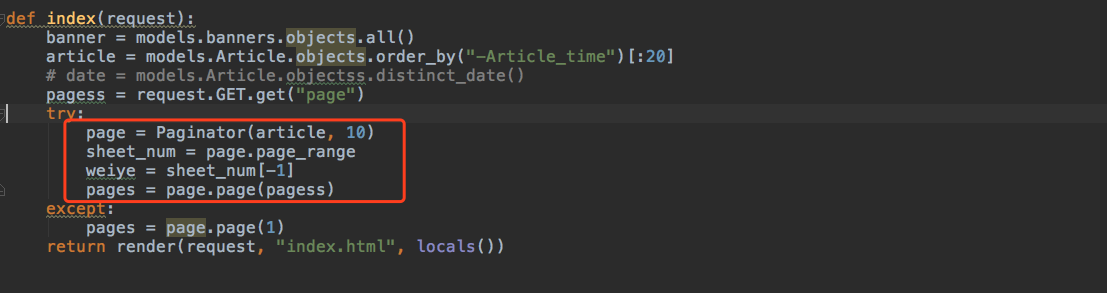 def index(request):
    banner = models.banners.objects.all()
    article = models.Article.objects.order_by("-Article_time")[:20]
    # date = models.Article.objectss.distinct_date()
    pagess = request.GET.get("page")
    try:
        page = Paginator(article, 10)
        sheet_num = page.page_range
        weiye = sheet_num[-1]
        pages = page.page(pagess)
    except:
        pages = page.page(1)
    return render(request, "index.html", locals())